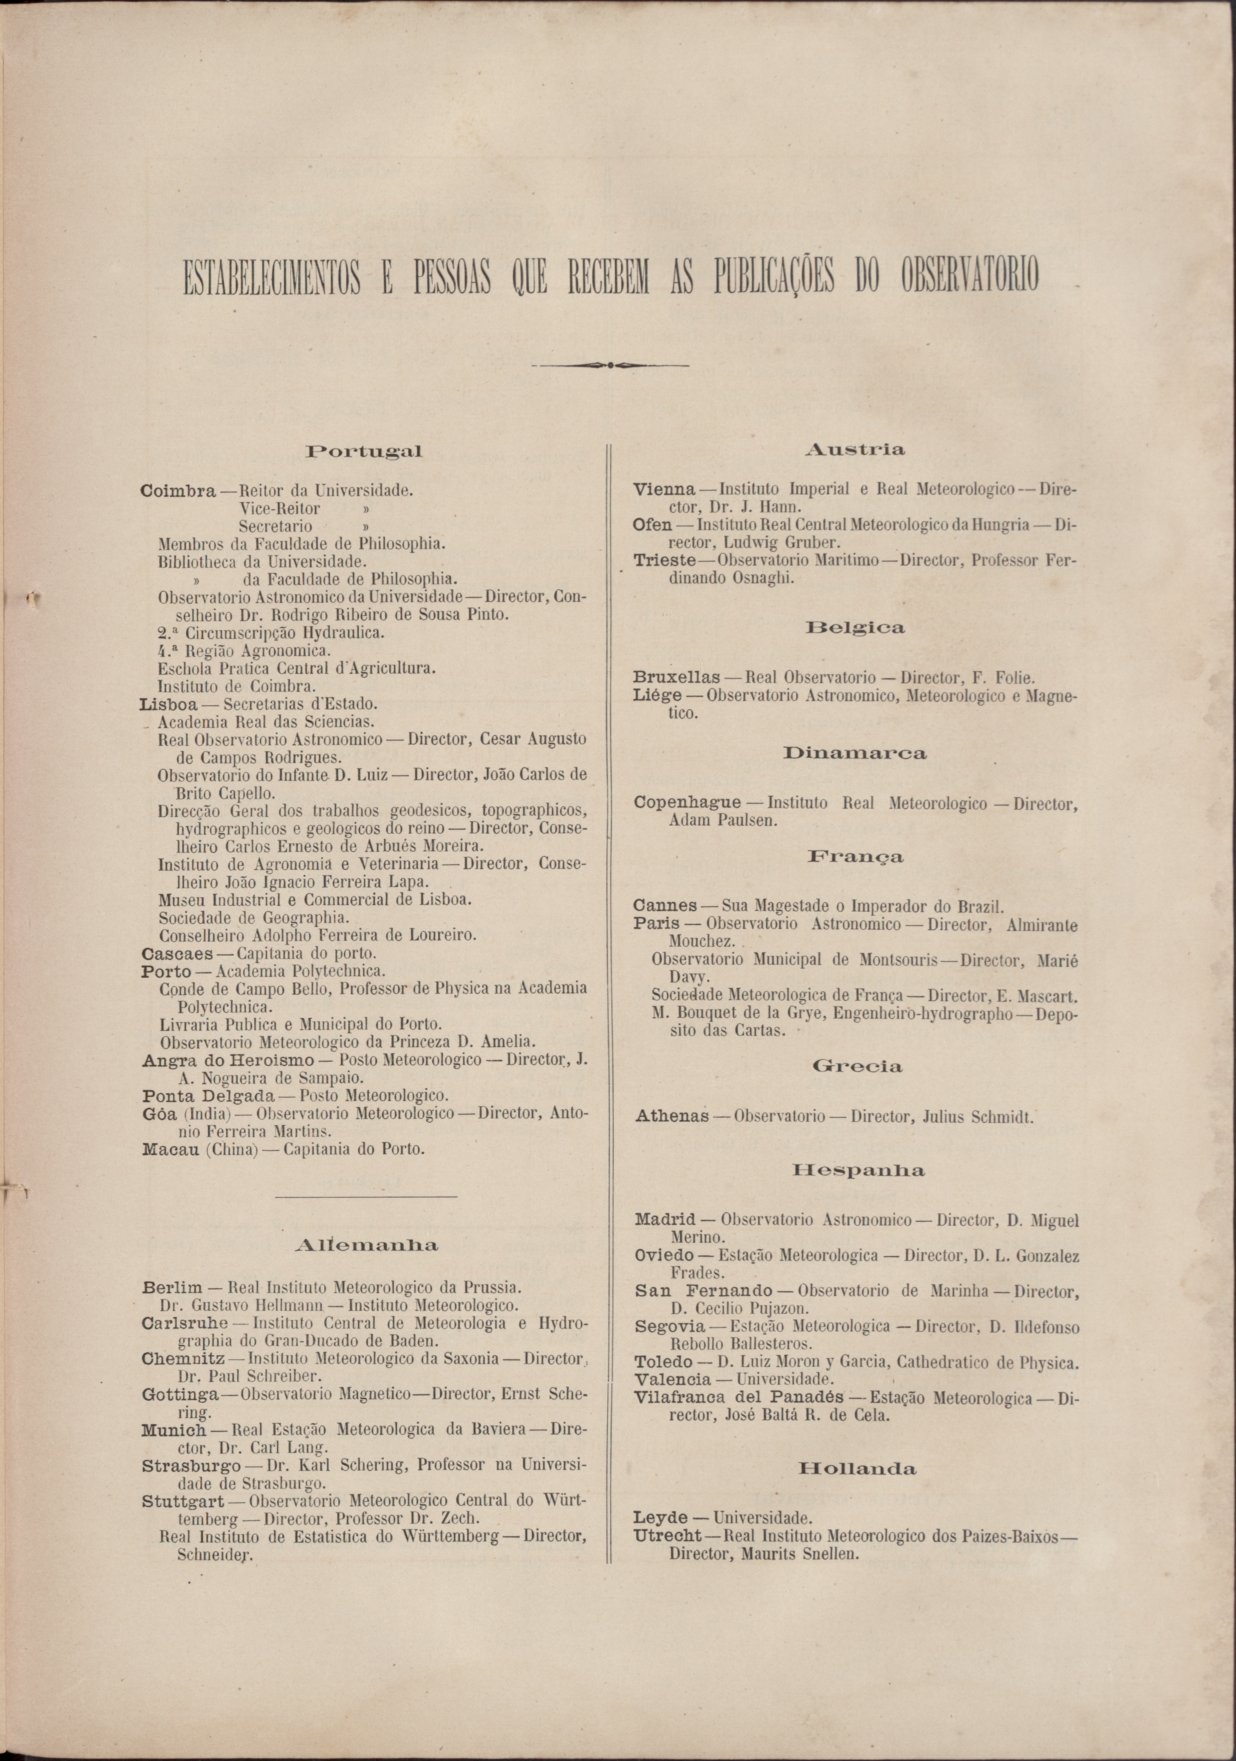 ESTABELECIMENTOS E PESSOAS QUE RECEBEM AS PUBLICAÇÕES DO OBSERVATORIO
Portugal
Coimbra — Reitor da Universidade.
Vice-Reitor »
Secretario »
Membros da Faculdade de Philosophia.
Bibliotheca da Universidade.
» da Faculdade de Philosophia.
Observatorio Astronomico da Universidade — Director, Con-
selheiro Dr. Rodrigo Ribeiro de Sousa Pinto.
2.ª Circumscripção Hydraulica.
4.ª Região Agronomica.
Eschola Pratica Central d'Agricultura.
Instituto de Coimbra.
Lisboa — Secretarias d'Estado.
Academia Real das Sciencias.
Real Observatorio Astronomico — Director, Cesar Augusto
de Campos Rodrigues.
Observatorio do Infante D. Luiz — Director, João Carlos de
Brito Capello.
Direcção Geral dos trabalhos geodesicos, topographicos,
hydrographicos e geologicos do reino — Director, Conse-
lheiro Carlos Ernesto de Arbués Moreira.
Instituto de Agronomia e Veterinaria — Director, Conse-
lheiro João Ignacio Ferreira Lapa.
Museu Industrial e Commercial de Lisboa.
Sociedade de Geographia.
Conselheiro Adolpho Ferreira de Loureiro.
Cascaes — Capitania do porto.
Porto — Academia Polytechnica.
Conde de Campo Bello, Professor de Physica na Academia
Polytechnica.
Livraria Publica e Municipal do Porto.
Observatorio Meteorologico da Princeza D. Amelia.
Angra do Heroismo — Posto Meteorologico — Director, J.
A. Nogueira de Sampaio.
Ponta Delgada — Posto Meteorologico.
Gôa (India) — Observatorio Meteorologico — Director, Anto-
nio Ferreira Martins.
Macau (China) — Capitania do Porto.
Allemanha
Berlim — Real Instituto Meteorologico da Prussia.
Dr. Gustavo Hellmann — Instituto Meteorologico.
Carlsruhe — Instituto Central de Meteorologia e Hydro-
graphia do Gran-Ducado de Baden.
Chemnitz — Instituto Meteorologico da Saxonia — Director,
Dr. Paul Schreiber.
Gottinga — Observatorio Magnetico — Director, Ernst Sche-
ring.
Munich — Real Estação Meteorologica da Baviera — Dire-
ctor, Dr. Carl Lang.
Strasburgo — Dr. Karl Schering, Professor na Universi-
dade de Strasburgo.
Stuttgart — Observatorio Meteorologico Central do Würt-
temberg — Director, Professor Dr. Zech.
Real Instituto de Estatistica do Württemberg — Director,
Schneider.
Austria
Vienna — Instituto Imperial e Real Meteorologico — Dire-
ctor, Dr. J. Hann.
Ofen — Instituto Real Central Meteorologico da Hungria — Di-
rector, Ludwig Gruber.
Trieste — Observatorio Maritimo — Director, Professor Fer-
dinando Osnaghi.
Belgica
Bruxellas — Real Observatorio — Director, F. Folie.
Liége — Observatorio Astronomico, Meteorologico e Magne-
tico.
Dinamarca
Copenhague — Instituto Real Meteorologico — Director,
Adam Paulsen.
França
Cannes — Sua Magestade o Imperador do Brazil.
Paris — Observatorio Astronomico — Director, Almirante
Mouchez.
Observatorio Municipal de Montsouris — Director, Marié
Davy.
Sociedade Meteorologica de França — Director, E. Mascart.
M. Bouquet de la Grye, Engenheiro-hydrographo — Depo-
sito das Cartas.
Grecia
Athenas — Observatorio — Director, Julius Schmidt.
Hespanha
Madrid — Observatorio Astronomico — Director, D. Miguel
Merino.
Oviedo — Estação Meteorologica — Director, D. L. Gonzalez
Frades.
San Fernando — Observatorio de Marinha — Director,
D. Cecilio Pujazon.
Segovia — Estação Meteorologica — Director, D. Ildefonso
Rebollo Ballesteros.
Toledo — D. Luiz Moron y Garcia, Cathedratico de Physica.
Valencia — Universidade.
Vilafranca del Panadés — Estação Meteorologica — Di-
rector, José Baltá R. de Cela.
Hollanda
Leyde — Universidade.
Utrecht — Real Instituto Meteorologico dos Paizes-Baixos —
Director, Maurits Snellen.